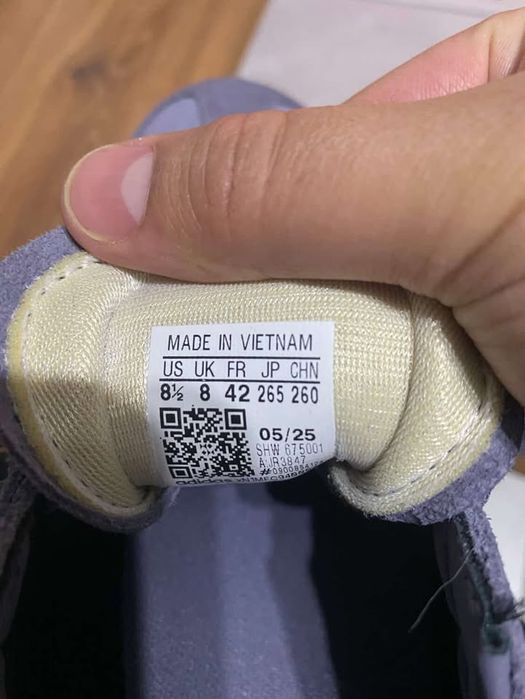 MADE IN VIETNAM
US UK FR JP CHN
8½ 8 42 265 260
05/25
SHW 675001
AJR3847
adidas